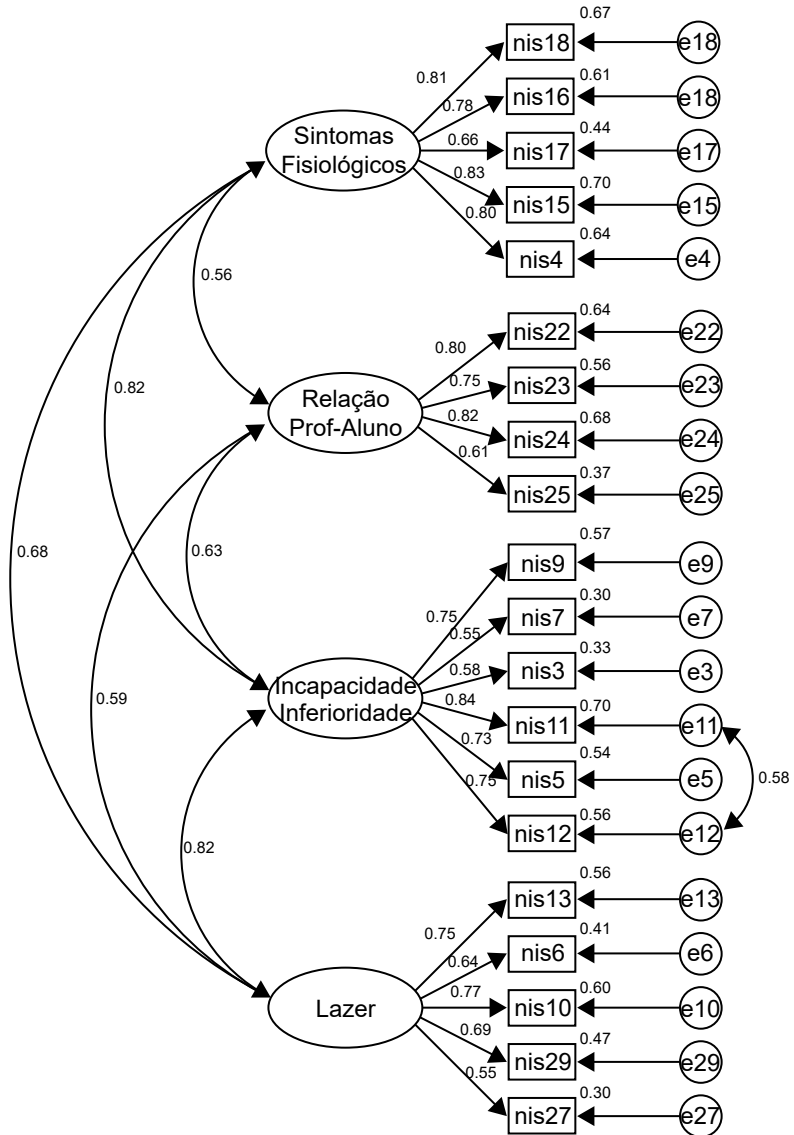 0.67
nis18 e18
0.81
0.61
nis16 e18
0.78
Sintomas
Fisiológicos
0.44
nis17 e17
0.66
0.70
nis15 e15
0.83
0.64
nis4 e4
0.80
0.56
0.64
nis22 e22
0.80
0.56
nis23 e23
0.75
Relação
Prof-Aluno
0.82
0.68
nis24 e24
0.82
0.37
nis25 e25
0.61
0.68
0.63
0.57
nis9 e9
0.75
0.30
nis7 e7
0.55
0.33
nis3 e3
0.58
Incapacidade
Inferioridade
0.59
0.70
nis11 e11
0.84
0.54
nis5 e5
0.73
0.58
0.56
nis12 e12
0.75
0.82
0.56
nis13 e13
0.75
0.41
nis6 e6
0.64
Lazer
0.60
nis10 e10
0.77
0.47
nis29 e29
0.69
0.30
nis27 e27
0.55